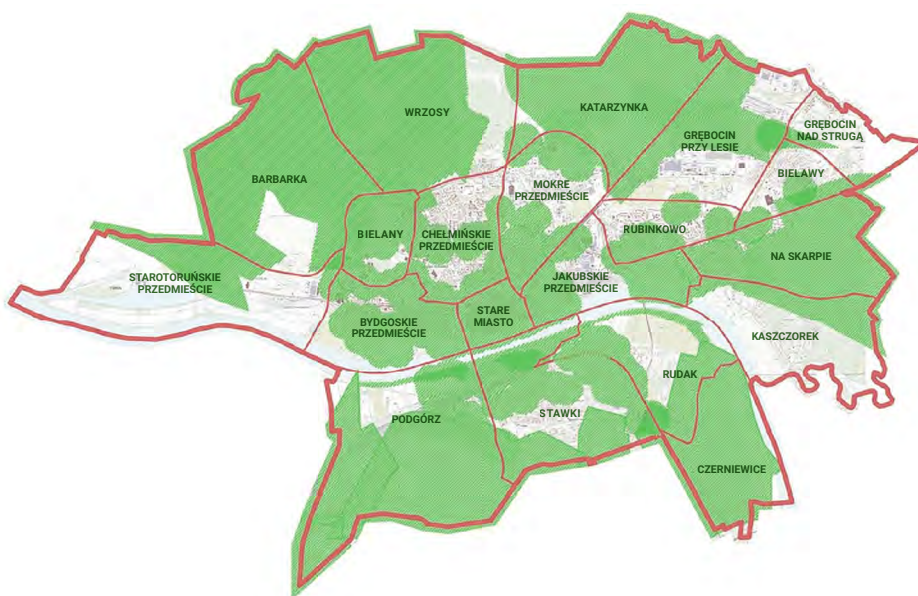 WRZOSY
KATARZYNKA
GRĘBOCIN
NAD STRUGĄ
GRĘBOCIN
PRZY LESIE
BARBARKA
BIELAWY
MOKRE
PRZEDMIEŚCIE
BIELANY
CHEŁMIŃSKIE
PRZEDMIEŚCIE
RUBINKOWO
NA SKARPIE
STAROTORUŃSKIE
PRZEDMIEŚCIE
JAKUBSKIE
PRZEDMIEŚCIE
STARE
MIASTO
BYDGOSKIE
PRZEDMIEŚCIE
KASZCZOREK
RUDAK
PODGÓRZ
STAWKI
CZERNIEWICE